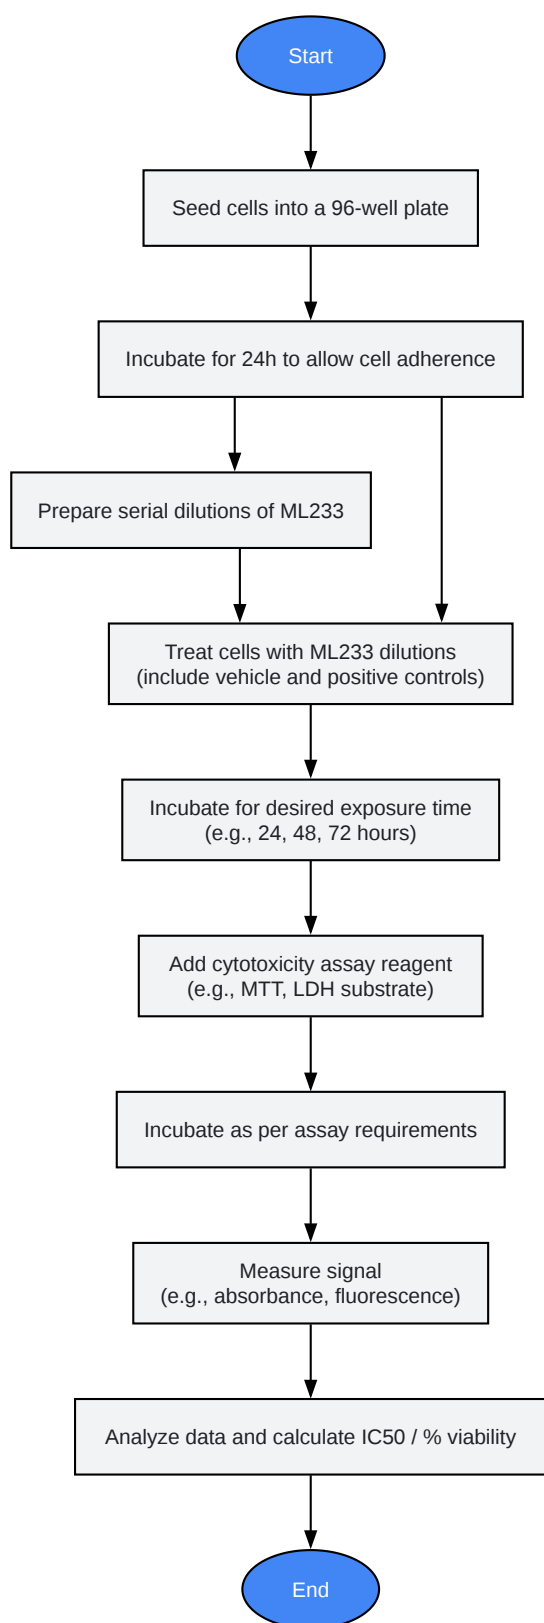 Start
Seed cells into a 96-well plate
Incubate for 24h to allow cell adherence
Prepare serial dilutions of ML233
Treat cells with ML233 dilutions
(include vehicle and positive controls)
Incubate for desired exposure time
(e.g., 24, 48, 72 hours)
Add cytotoxicity assay reagent
(e.g., MTT, LDH substrate)
Incubate as per assay requirements
Measure signal
(e.g., absorbance, fluorescence)
Analyze data and calculate IC50 / % viability
End